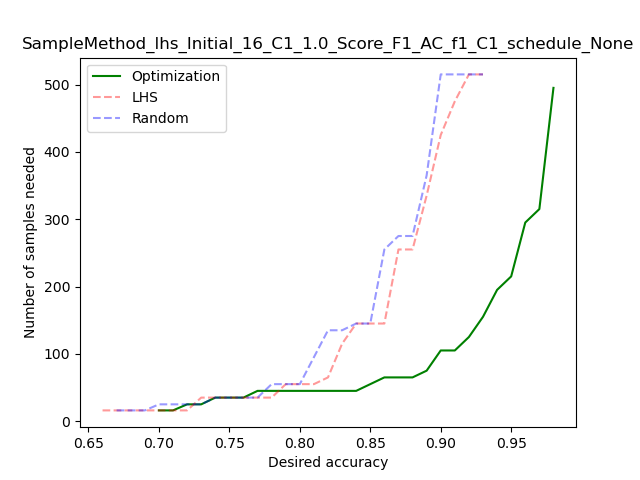 SampleMethod_lhs_Initial_16_C1_1.0_Score_F1_AC_f1_C1_schedule_None
Optimization
LHS
Random
Number of samples needed
500
400
300
200
100
0
0.65 0.70 0.75 0.80 0.85 0.90 0.95
Desired accuracy